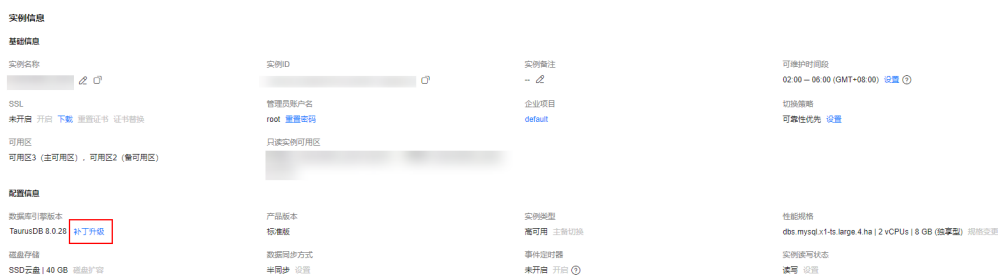 实例信息
基础信息
实例名称 实例ID 实例备注 可维护时间段
-- 02:00 — 06:00 (GMT+08:00) 设置
SSL 管理员账户名 企业项目 切换策略
未开启 开启 下载 重置证书 证书替换 root 重置密码 default 可靠性优先 设置
可用区 只读实例可用区
可用区3（主可用区），可用区2（备可用区）
配置信息
数据库引擎版本 产品版本 实例类型 性能规格
TaurusDB 8.0.28 补丁升级 标准版 高可用 主备切换 dbs.mysql.x1-ts.large.4.ha | 2 vCPUs | 8 GB (独享型) 规格变更
磁盘存储 数据同步方式 事件定时器 实例读写状态
SSD云盘 | 40 GB 磁盘扩容 半同步 设置 未开启 开启 读写 设置